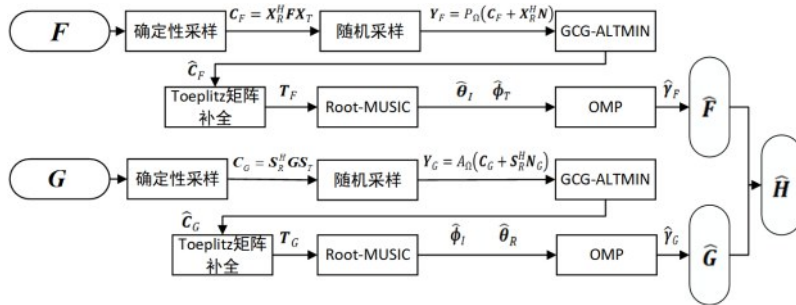 F
确定性采样
C_F = X_R^H F X_T
随机采样
Y_F = P_Ω(C_F + X_R^H N)
GCG-ALTMIN
Ĉ_F
Toeplitz矩阵
补全
T_F
Root-MUSIC
θ̂_I φ̂_T
OMP
γ̂_F
F̂
G
确定性采样
C_G = S_R^H G S_T
随机采样
Y_G = A_Ω(C_G + S_R^H N_G)
GCG-ALTMIN
Ĥ
Ĉ_G
Toeplitz矩阵
补全
T_G
Root-MUSIC
φ̂_I θ̂_R
OMP
γ̂_G
Ĝ